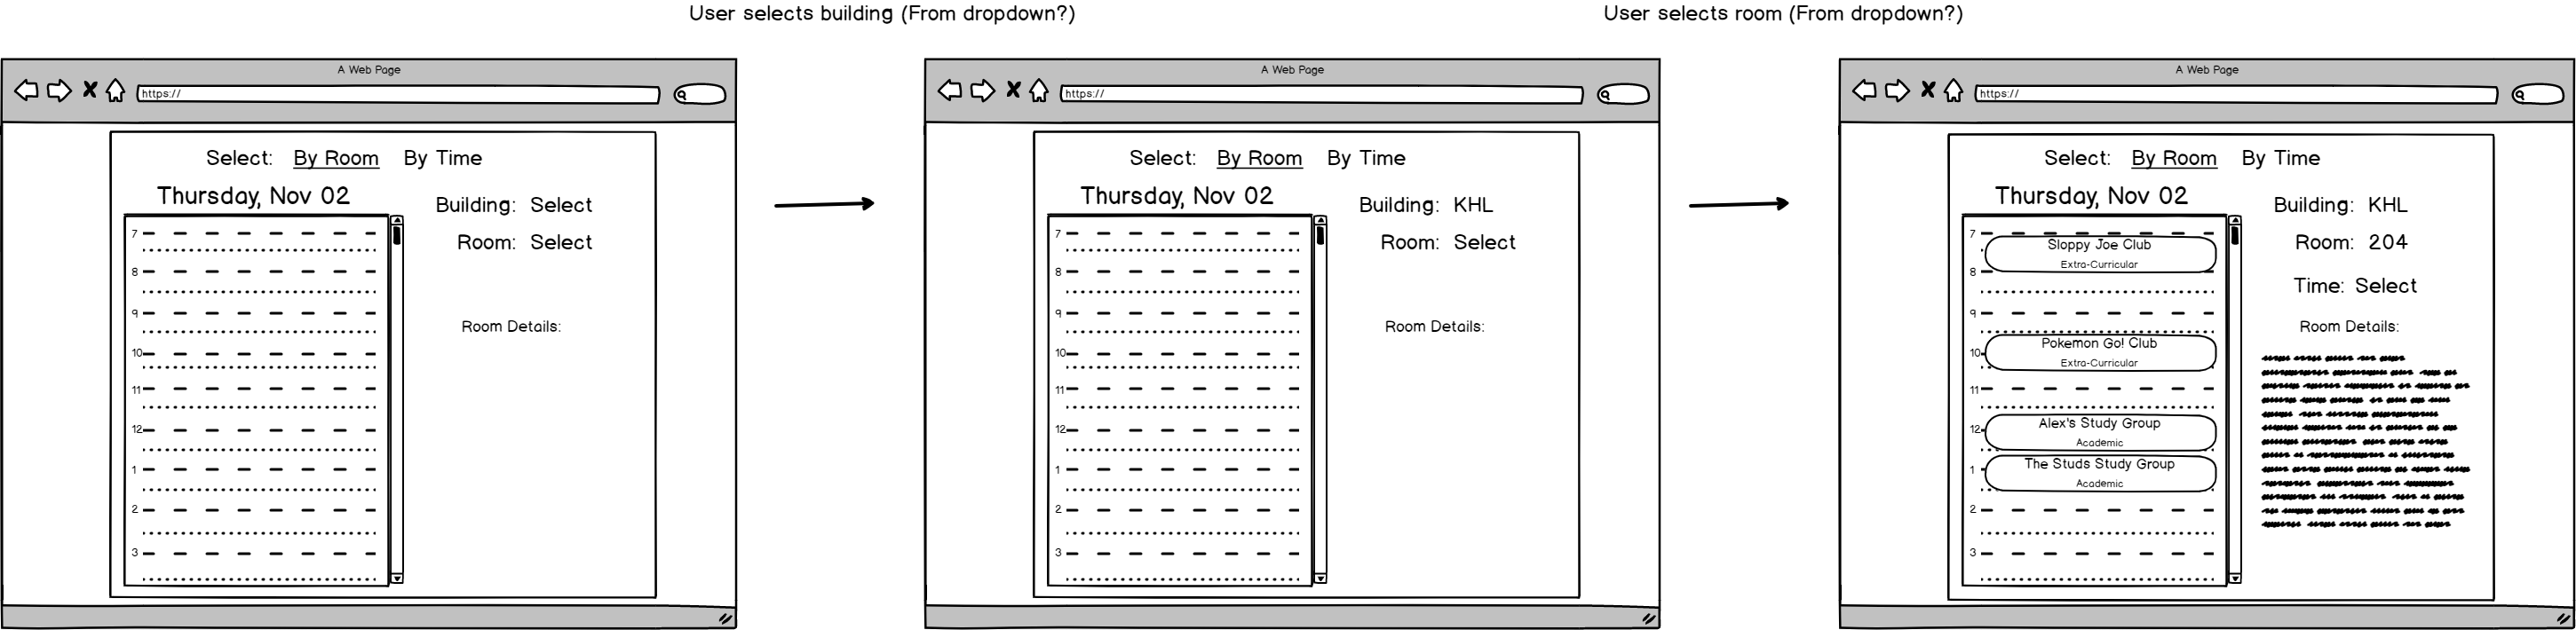 User selects building (From dropdown?)
User selects room (From dropdown?)
A Web Page
https://
Select: By Room By Time
Thursday, Nov 02
Building: Select
Room: Select
Room Details:
7
8
9
10
11
12
1
2
3
A Web Page
https://
Select: By Room By Time
Thursday, Nov 02
Building: KHL
Room: Select
Room Details:
7
8
9
10
11
12
1
2
3
A Web Page
https://
Select: By Room By Time
Thursday, Nov 02
Building: KHL
Room: 204
Time: Select
Room Details:
7
Sloppy Joe Club
Extra-Curricular
8
9
Pokemon Go! Club
10
Extra-Curricular
11
Alex's Study Group
12
Academic
The Studs Study Group
1
Academic
2
3